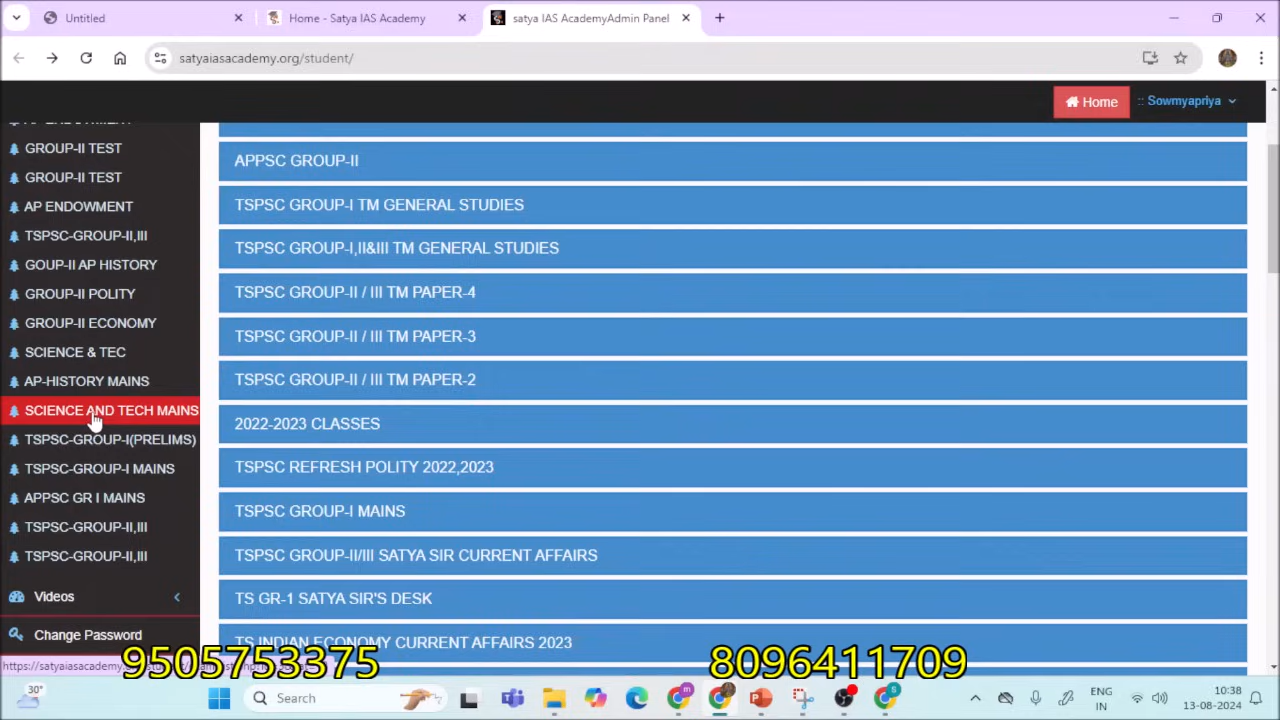 Untitled
Home - Satya IAS Academy
satya IAS AcademyAdmin Panel
satyaiasacademy.org/student/
Home
:: Sowmyapriya
GROUP-II TEST
GROUP-II TEST
AP ENDOWMENT
TSPSC-GROUP-II,III
GOUP-II AP HISTORY
GROUP-II POLITY
GROUP-II ECONOMY
SCIENCE & TEC
AP-HISTORY MAINS
SCIENCE AND TECH MAINS
TSPSC-GROUP-I(PRELIMS)
TSPSC-GROUP-I MAINS
APPSC GR I MAINS
TSPSC-GROUP-II,III
TSPSC-GROUP-II,III
Videos
Change Password
APPSC GROUP-II
TSPSC GROUP-I TM GENERAL STUDIES
TSPSC GROUP-I,II&III TM GENERAL STUDIES
TSPSC GROUP-II / III TM PAPER-4
TSPSC GROUP-II / III TM PAPER-3
TSPSC GROUP-II / III TM PAPER-2
2022-2023 CLASSES
TSPSC REFRESH POLITY 2022,2023
TSPSC GROUP-I MAINS
TSPSC GROUP-II/III SATYA SIR CURRENT AFFAIRS
TS GR-1 SATYA SIR'S DESK
TS INDIAN ECONOMY CURRENT AFFAIRS 2023
9505753375
8096411709
30°
Search
ENG
IN
10:38
13-08-2024